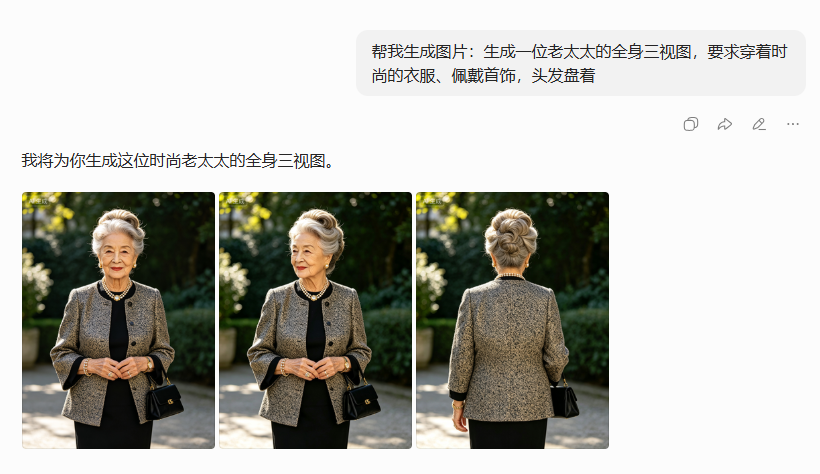 帮我生成图片：生成一位老太太的全身三视图，要求穿着时
尚的衣服、佩戴首饰，头发盘着
我将为你生成这位时尚老太太的全身三视图。